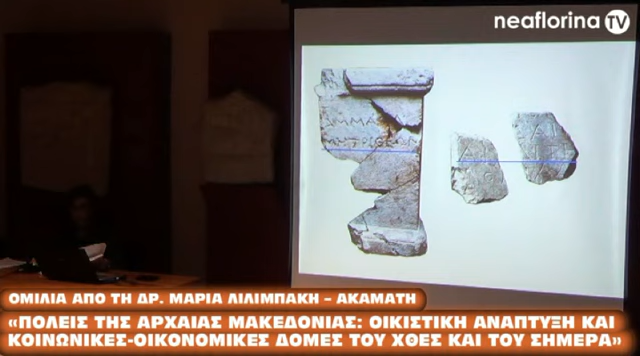 neaflorina TV
ΟΜΙΛΙΑ ΑΠΟ ΤΗ ΔΡ. ΜΑΡΙΑ ΛΙΛΙΜΠΑΚΗ – ΑΚΑΜΑΤΗ
«ΠΟΛΕΙΣ ΤΗΣ ΑΡΧΑΙΑΣ ΜΑΚΕΔΟΝΙΑΣ: ΟΙΚΙΣΤΙΚΗ ΑΝΑΠΤΥΞΗ ΚΑΙ
ΚΟΙΝΩΝΙΚΕΣ-ΟΙΚΟΝΟΜΙΚΕΣ ΔΟΜΕΣ ΤΟΥ ΧΘΕΣ ΚΑΙ ΤΟΥ ΣΗΜΕΡΑ»